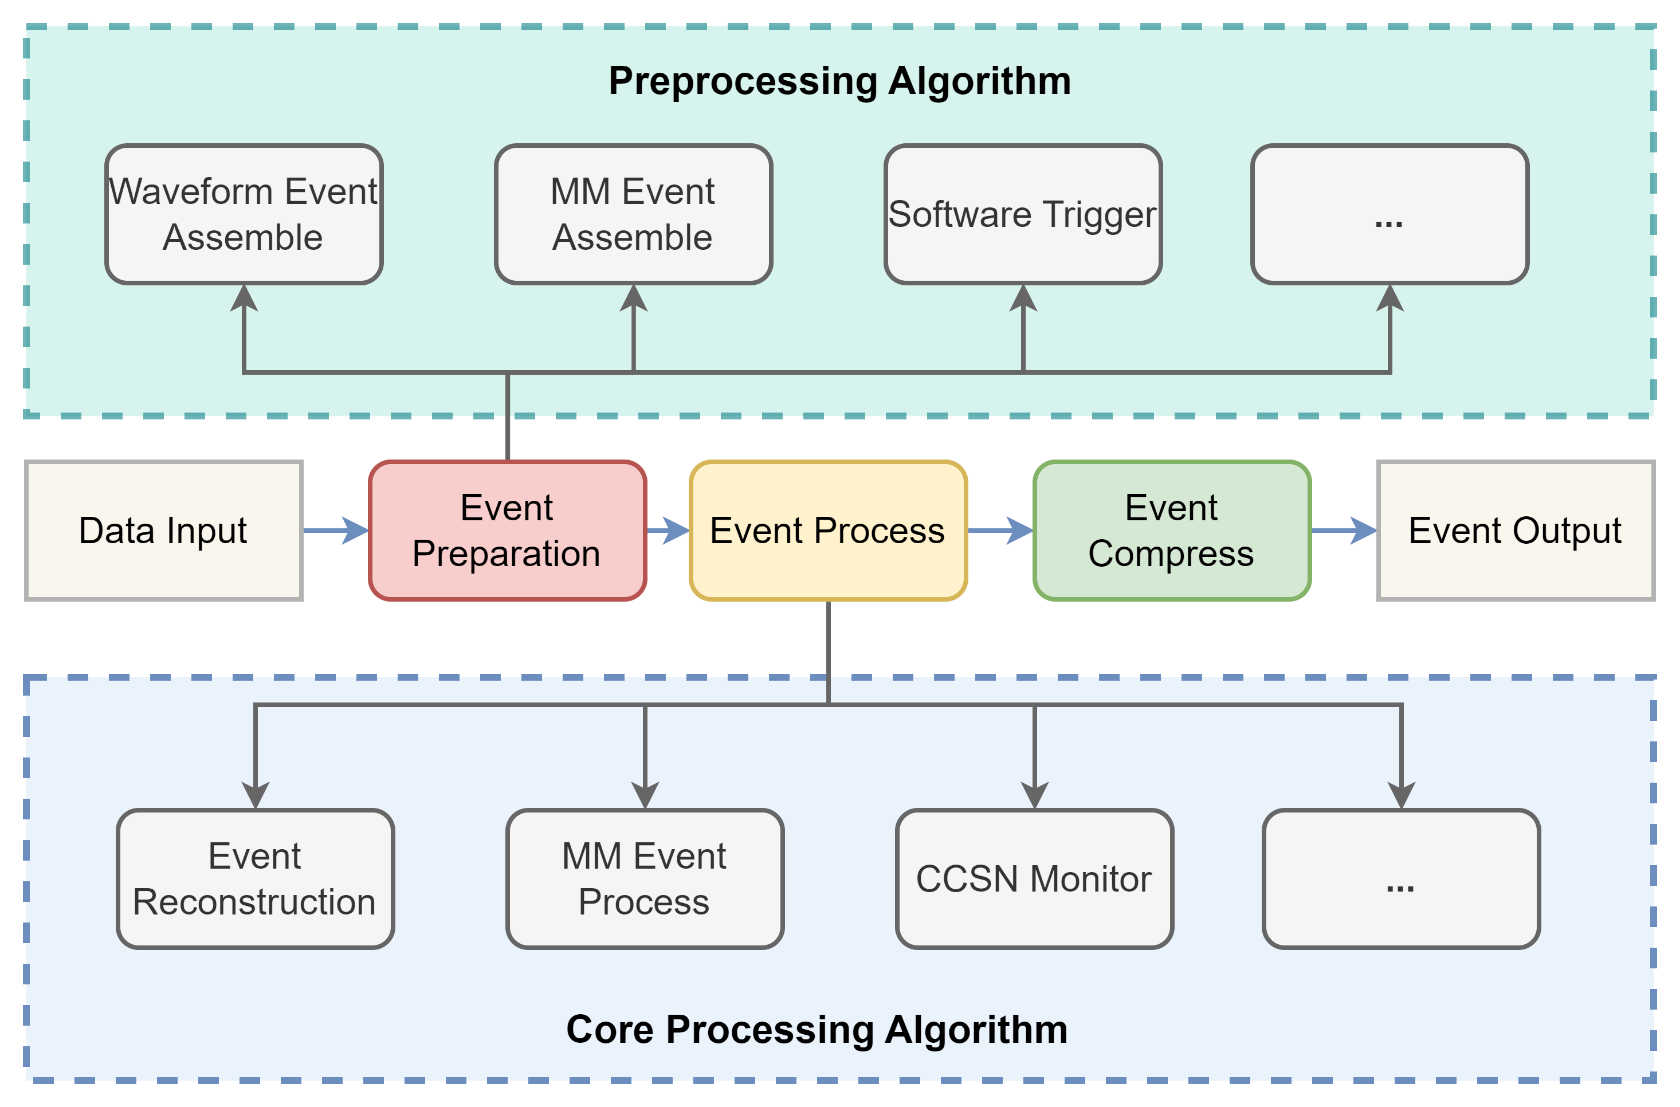 Preprocessing Algorithm
Waveform Event
Assemble
MM Event
Assemble
Software Trigger
...
Data Input
Event
Preparation
Event Process
Event
Compress
Event Output
Event
Reconstruction
MM Event
Process
CCSN Monitor
...
Core Processing Algorithm